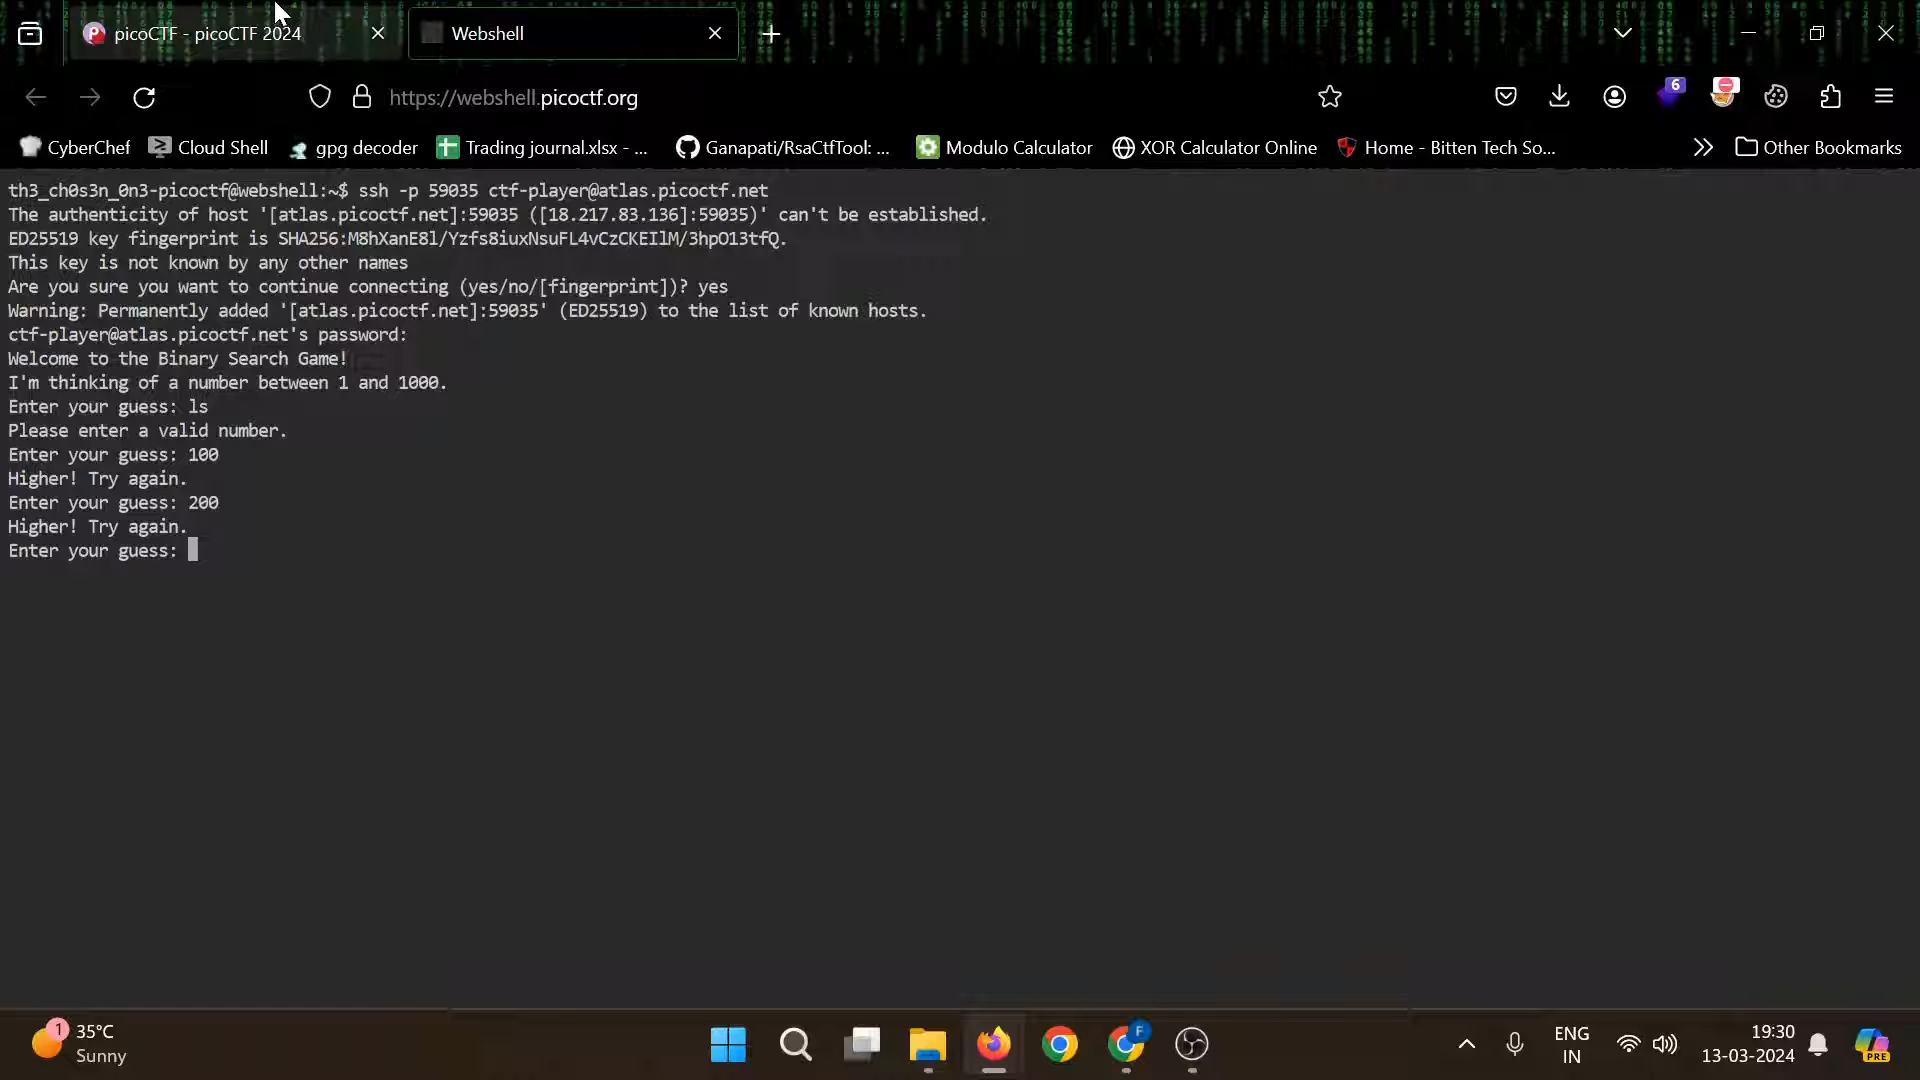 picoCTF - picoCTF 2024
Webshell
https://webshell.picoctf.org
6
CyberChef
Cloud Shell
gpg decoder
Trading journal.xlsx - ...
Ganapati/RsaCtfTool: ...
Modulo Calculator
XOR Calculator Online
Home - Bitten Tech So...
Other Bookmarks
th3_ch0s3n_0n3-picoctf@webshell:~$ ssh -p 59035 ctf-player@atlas.picoctf.net
The authenticity of host '[atlas.picoctf.net]:59035 ([18.217.83.136]:59035)' can't be established.
ED25519 key fingerprint is SHA256:M8hXanE8l/Yzfs8iuxNsuFL4vCzCKEIlM/3hpO13tfQ.
This key is not known by any other names
Are you sure you want to continue connecting (yes/no/[fingerprint])? yes
Warning: Permanently added '[atlas.picoctf.net]:59035' (ED25519) to the list of known hosts.
ctf-player@atlas.picoctf.net's password:
Welcome to the Binary Search Game!
I'm thinking of a number between 1 and 1000.
Enter your guess: ls
Please enter a valid number.
Enter your guess: 100
Higher! Try again.
Enter your guess: 200
Higher! Try again.
Enter your guess:
1
35°C
Sunny
F
ENG
IN
19:30
13-03-2024
PRE